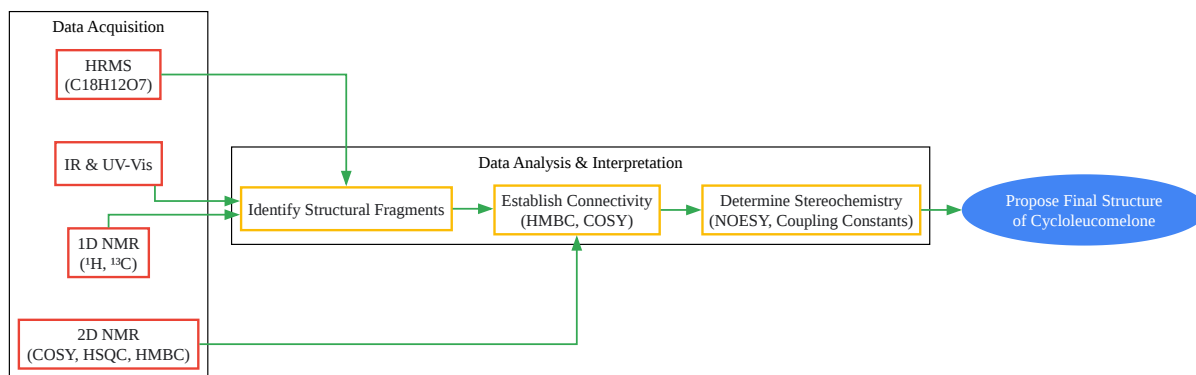 Data Acquisition
HRMS
(C18H12O7)
IR & UV-Vis
1D NMR
(¹H, ¹³C)
2D NMR
(COSY, HSQC, HMBC)
Data Analysis & Interpretation
Identify Structural Fragments
Establish Connectivity
(HMBC, COSY)
Determine Stereochemistry
(NOESY, Coupling Constants)
Propose Final Structure
of Cycloleucomelone